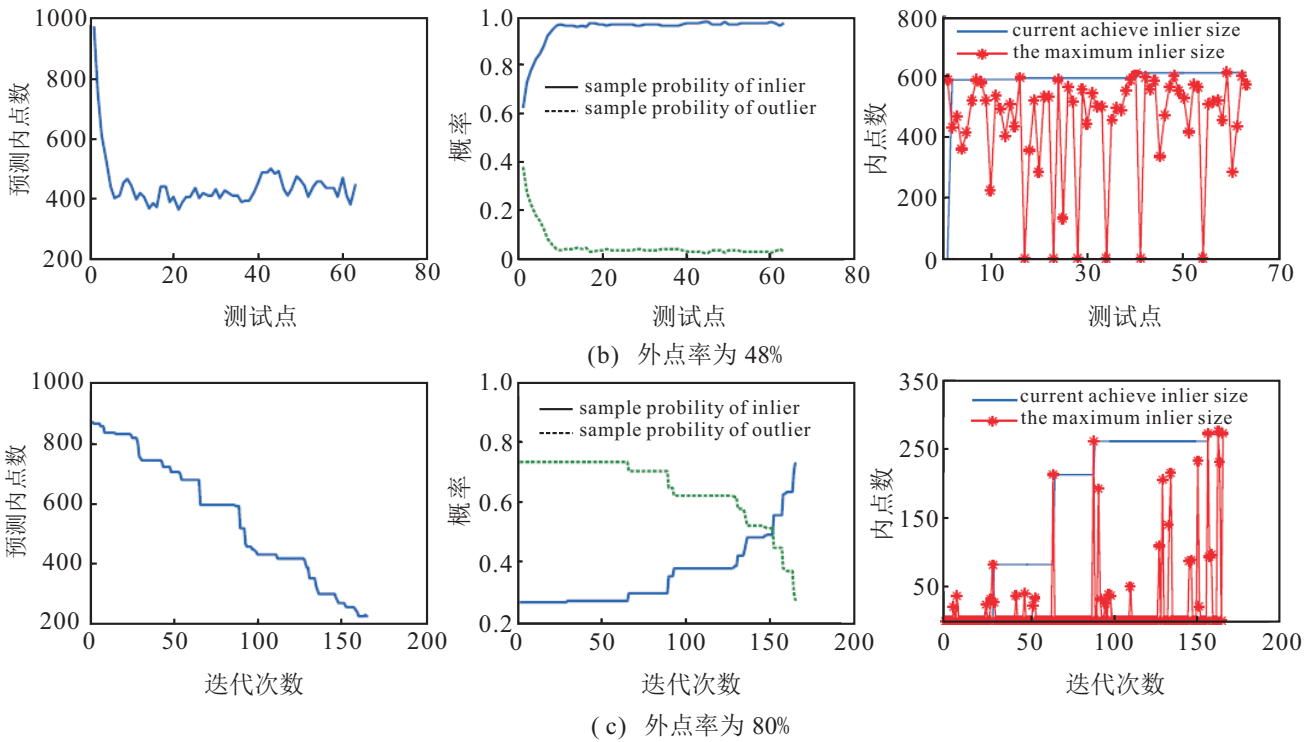 预测内点数
1000
800
600
400
200
0
20
40
60
80
测试点
概率
1.0
0.8
0.6
0.4
0.2
0
sample probility of inlier
sample probility of outlier
0
20
40
60
80
测试点
内点数
800
600
400
200
0
current achieve inlier size
the maximum inlier size
10
30
50
70
测试点
(b) 外点率为 48%
预测内点数
1000
800
600
400
200
0
50
100
150
200
迭代次数
概率
1.0
0.8
0.6
0.4
0.2
sample probility of inlier
sample probility of outlier
0
50
100
150
200
迭代次数
内点数
350
250
150
50
current achieve inlier size
the maximum inlier size
0
50
100
150
200
迭代次数
(c) 外点率为 80%